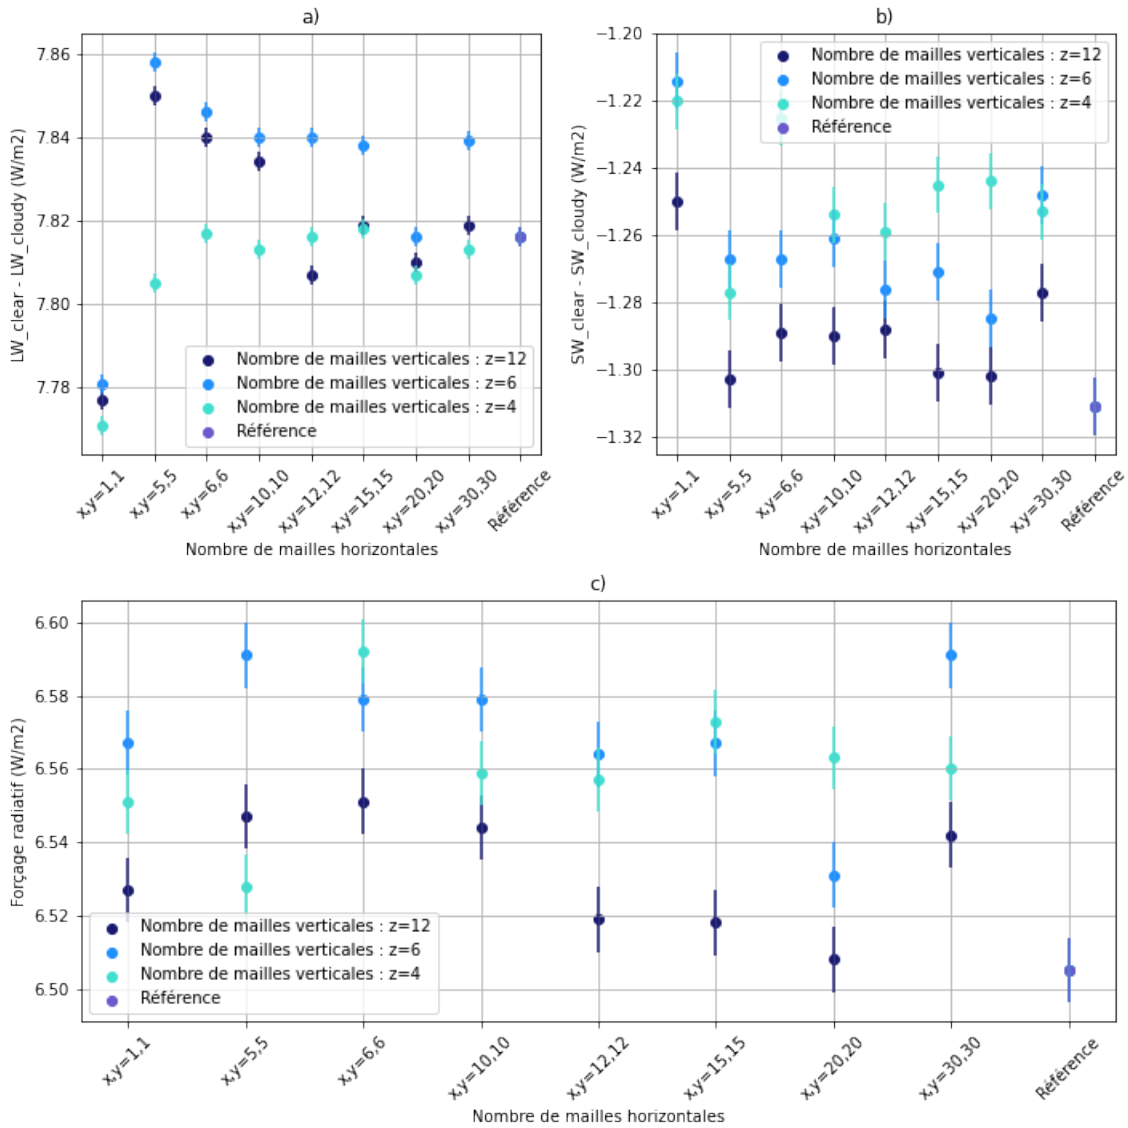 a)
7.86
7.84
7.82
7.80
7.78
LW_clear - LW_cloudy (W/m2)
Nombre de mailles verticales : z=12
Nombre de mailles verticales : z=6
Nombre de mailles verticales : z=4
Référence
x,y=1,1
x,y=5,5
x,y=6,6
x,y=10,10
x,y=12,12
x,y=15,15
x,y=20,20
x,y=30,30
Référence
Nombre de mailles horizontales
b)
−1.20
−1.22
−1.24
−1.26
−1.28
−1.30
−1.32
SW_clear - SW_cloudy (W/m2)
Nombre de mailles verticales : z=12
Nombre de mailles verticales : z=6
Nombre de mailles verticales : z=4
Référence
x,y=1,1
x,y=5,5
x,y=6,6
x,y=10,10
x,y=12,12
x,y=15,15
x,y=20,20
x,y=30,30
Référence
Nombre de mailles horizontales
c)
6.60
6.58
6.56
6.54
6.52
6.50
Forçage radiatif (W/m2)
Nombre de mailles verticales : z=12
Nombre de mailles verticales : z=6
Nombre de mailles verticales : z=4
Référence
x,y=1,1
x,y=5,5
x,y=6,6
x,y=10,10
x,y=12,12
x,y=15,15
x,y=20,20
x,y=30,30
Référence
Nombre de mailles horizontales